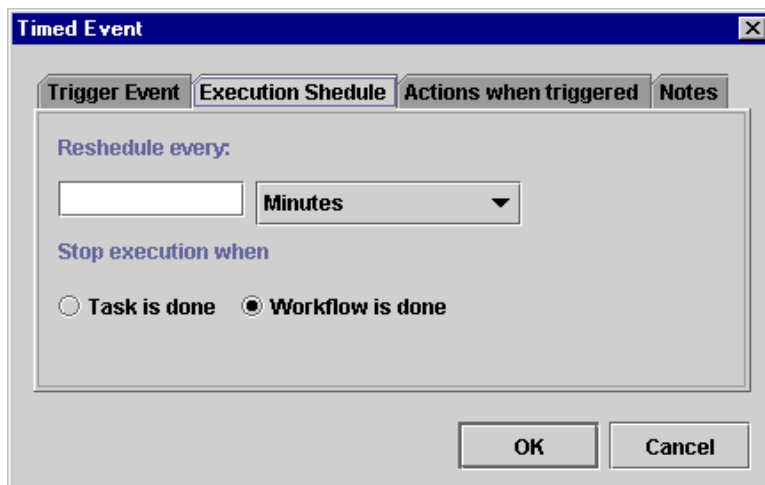 Timed Event
Trigger Event Execution Shedule Actions when triggered Notes
Reshedule every:
Minutes
Stop execution when
Task is done Workflow is done
OK Cancel